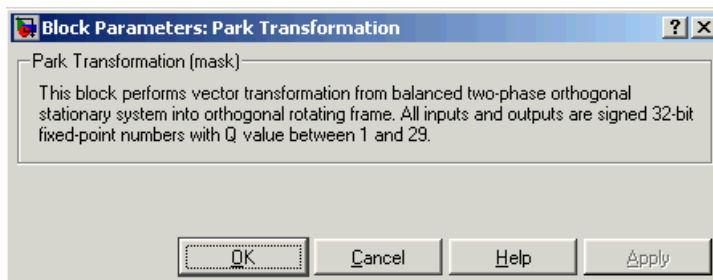 Block Parameters: Park Transformation
Park Transformation (mask)
This block performs vector transformation from balanced two-phase orthogonal
stationary system into orthogonal rotating frame. All inputs and outputs are signed 32-bit
fixed-point numbers with Q value between 1 and 29.
OK Cancel Help Apply